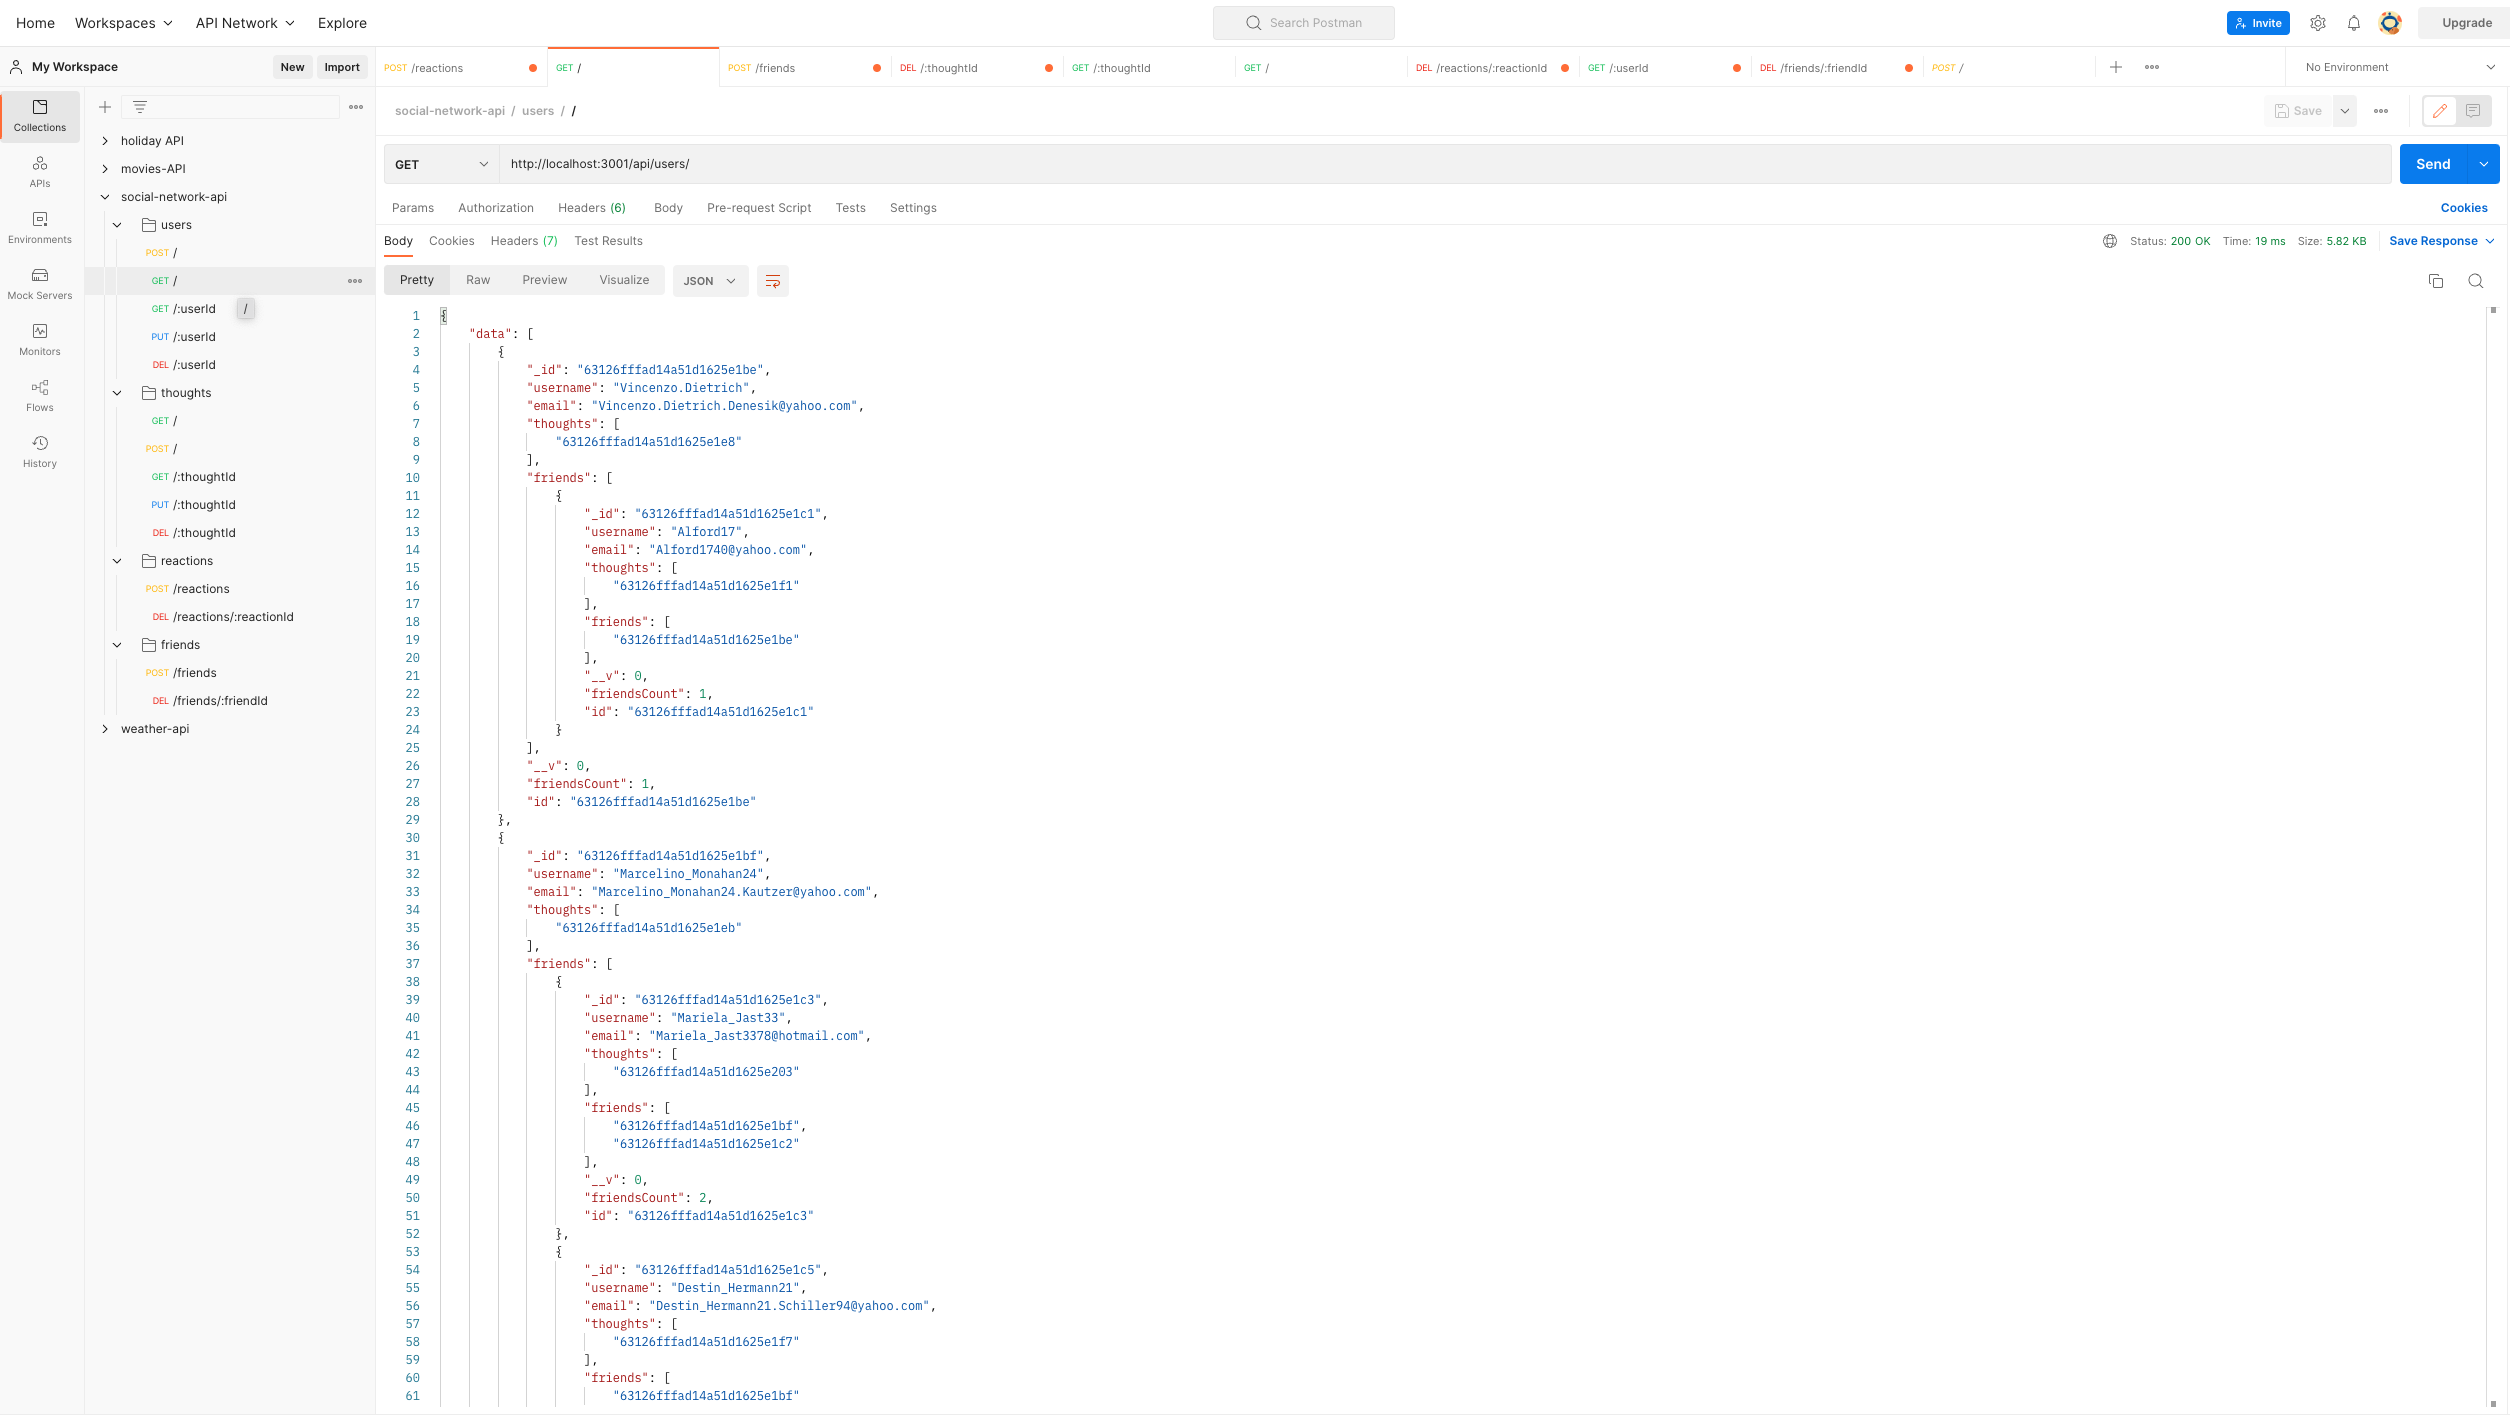 Home Workspaces API Network Explore Search Postman Invite Upgrade
My Workspace New Import
POST /reactions GET / POST /friends DEL /:thoughtId GET /:thoughtId GET / DEL /reactions/:reactionId GET /:userId DEL /friends/:friendId POST / No Environment
Collections
APIs
Environments
Mock Servers
Monitors
Flows
History
holiday API
movies-API
social-network-api
users
POST /
GET /
GET /:userId /
PUT /:userId
DEL /:userId
thoughts
GET /
POST /
GET /:thoughtId
PUT /:thoughtId
DEL /:thoughtId
reactions
POST /reactions
DEL /reactions/:reactionId
friends
POST /friends
DEL /friends/:friendId
weather-api
social-network-api / users / / Save
GET http://localhost:3001/api/users/ Send
Params Authorization Headers (6) Body Pre-request Script Tests Settings Cookies
Body Cookies Headers (7) Test Results Status: 200 OK Time: 19 ms Size: 5.82 KB Save Response
Pretty Raw Preview Visualize JSON
1 {
2 "data": [
3 {
4 "_id": "63126fffad14a51d1625e1be",
5 "username": "Vincenzo.Dietrich",
6 "email": "Vincenzo.Dietrich.Denesik@yahoo.com",
7 "thoughts": [
8 "63126fffad14a51d1625e1e8"
9 ],
10 "friends": [
11 {
12 "_id": "63126fffad14a51d1625e1c1",
13 "username": "Alford17",
14 "email": "Alford1740@yahoo.com",
15 "thoughts": [
16 "63126fffad14a51d1625e1f1"
17 ],
18 "friends": [
19 "63126fffad14a51d1625e1be"
20 ],
21 "__v": 0,
22 "friendsCount": 1,
23 "id": "63126fffad14a51d1625e1c1"
24 }
25 ],
26 "__v": 0,
27 "friendsCount": 1,
28 "id": "63126fffad14a51d1625e1be"
29 },
30 {
31 "_id": "63126fffad14a51d1625e1bf",
32 "username": "Marcelino_Monahan24",
33 "email": "Marcelino_Monahan24.Kautzer@yahoo.com",
34 "thoughts": [
35 "63126fffad14a51d1625e1eb"
36 ],
37 "friends": [
38 {
39 "_id": "63126fffad14a51d1625e1c3",
40 "username": "Mariela_Jast33",
41 "email": "Mariela_Jast3378@hotmail.com",
42 "thoughts": [
43 "63126fffad14a51d1625e203"
44 ],
45 "friends": [
46 "63126fffad14a51d1625e1bf",
47 "63126fffad14a51d1625e1c2"
48 ],
49 "__v": 0,
50 "friendsCount": 2,
51 "id": "63126fffad14a51d1625e1c3"
52 },
53 {
54 "_id": "63126fffad14a51d1625e1c5",
55 "username": "Destin_Hermann21",
56 "email": "Destin_Hermann21.Schiller94@yahoo.com",
57 "thoughts": [
58 "63126fffad14a51d1625e1f7"
59 ],
60 "friends": [
61 "63126fffad14a51d1625e1bf"